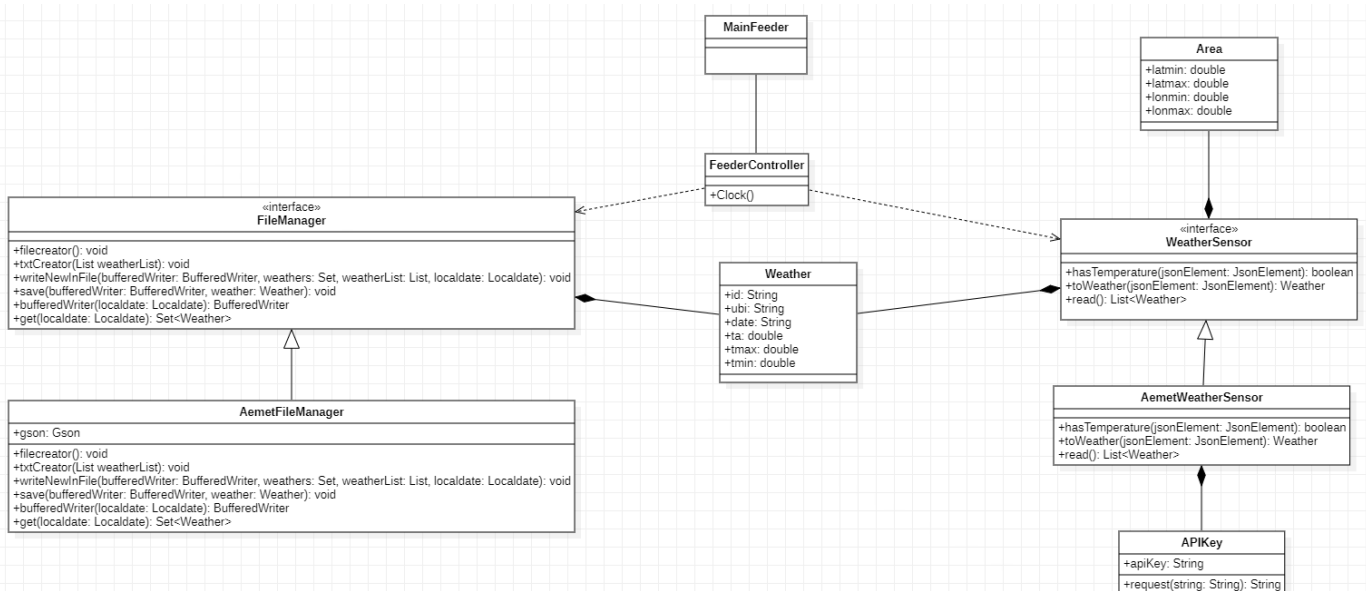 MainFeeder
Area
+latmin: double
+latmax: double
+lonmin: double
+lonmax: double
FeederController
+Clock()
«interface»
FileManager
+filecreator(): void
+txtCreator(List weatherList): void
+writeNewInFile(bufferedWriter: BufferedWriter, weathers: Set, weatherList: List, localdate: Localdate): void
+save(bufferedWriter: BufferedWriter, weather: Weather): void
+bufferedWriter(localdate: Localdate): BufferedWriter
+get(localdate: Localdate): Set<Weather>
«interface»
WeatherSensor
+hasTemperature(jsonElement: JsonElement): boolean
+toWeather(jsonElement: JsonElement): Weather
+read(): List<Weather>
Weather
+id: String
+ubi: String
+date: String
+ta: double
+tmax: double
+tmin: double
AemetFileManager
+gson: Gson
+filecreator(): void
+txtCreator(List weatherList): void
+writeNewInFile(bufferedWriter: BufferedWriter, weathers: Set, weatherList: List, localdate: Localdate): void
+save(bufferedWriter: BufferedWriter, weather: Weather): void
+bufferedWriter(localdate: Localdate): BufferedWriter
+get(localdate: Localdate): Set<Weather>
AemetWeatherSensor
+hasTemperature(jsonElement: JsonElement): boolean
+toWeather(jsonElement: JsonElement): Weather
+read(): List<Weather>
APIKey
+apiKey: String
+request(string: String): String